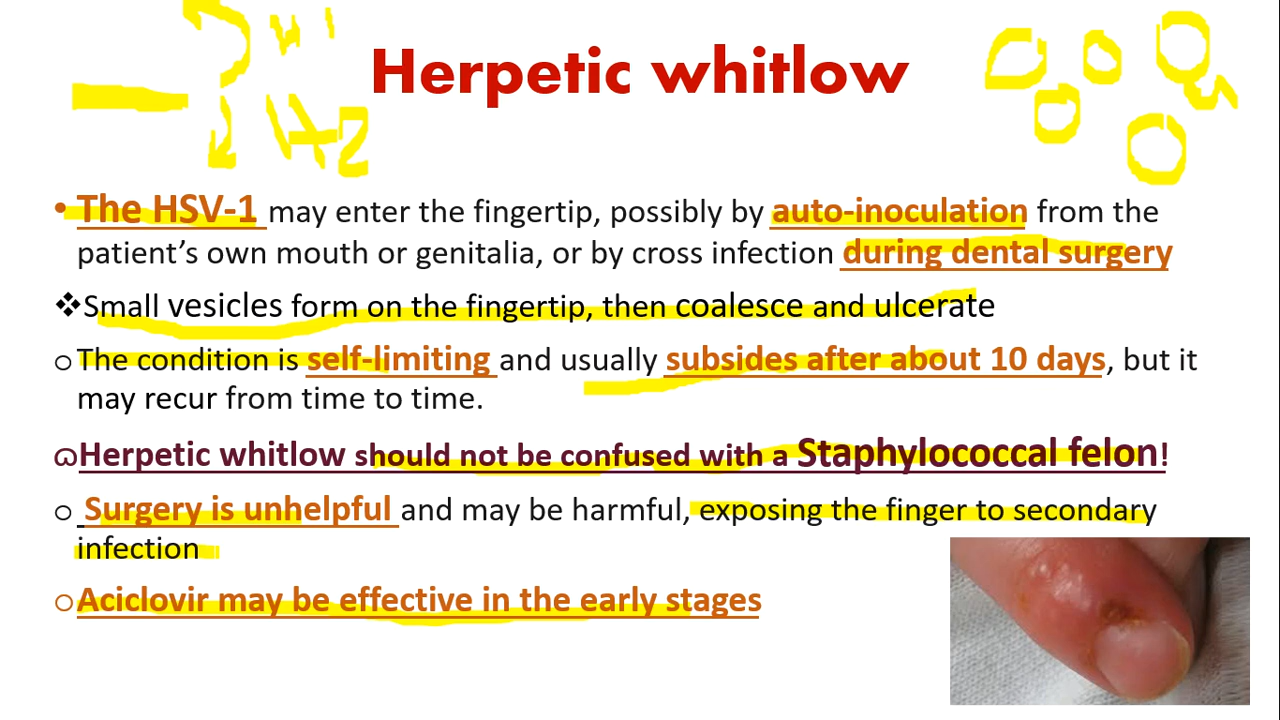 Herpetic whitlow
H2
• The HSV-1 may enter the fingertip, possibly by auto-inoculation from the
patient’s own mouth or genitalia, or by cross infection during dental surgery
❖Small vesicles form on the fingertip, then coalesce and ulcerate
oThe condition is self-limiting and usually subsides after about 10 days, but it
may recur from time to time.
Herpetic whitlow should not be confused with a Staphylococcal felon!
o Surgery is unhelpful and may be harmful, exposing the finger to secondary
infection
oAciclovir may be effective in the early stages